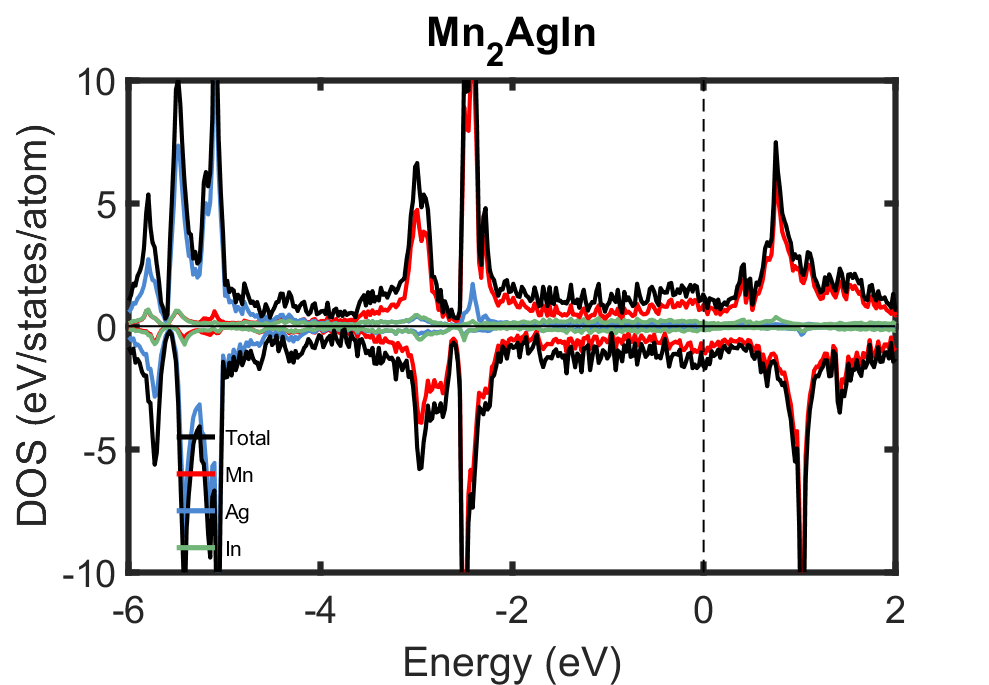 Mn₂AgIn
DOS (eV/states/atom)
10
5
0
-5
-10
Total
Mn
Ag
In
-6 -4 -2 0 2
Energy (eV)